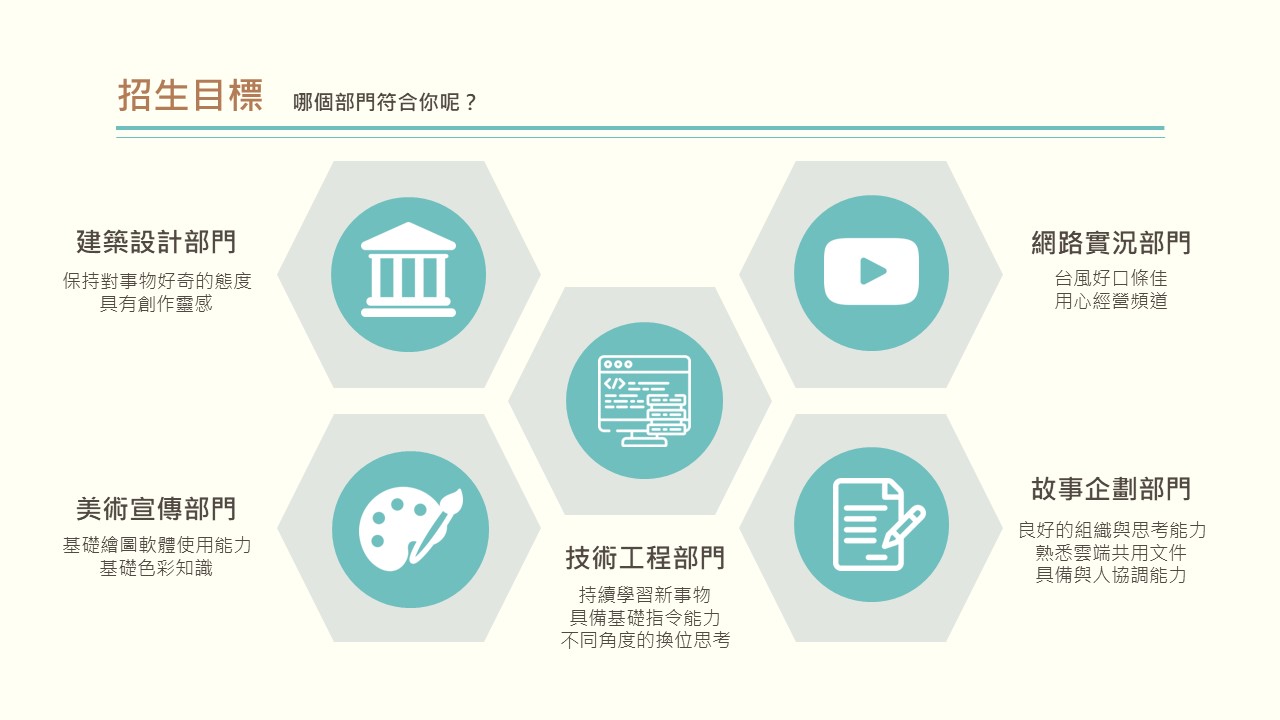 招生目標 哪個部門符合你呢？
建築設計部門
保持對事物好奇的態度
具有創作靈感
網路實況部門
台風好口條佳
用心經營頻道
</>
美術宣傳部門
基礎繪圖軟體使用能力
基礎色彩知識
技術工程部門
持續學習新事物
具備基礎指令能力
不同角度的換位思考
故事企劃部門
良好的組織與思考能力
熟悉雲端共用文件
具備與人協調能力